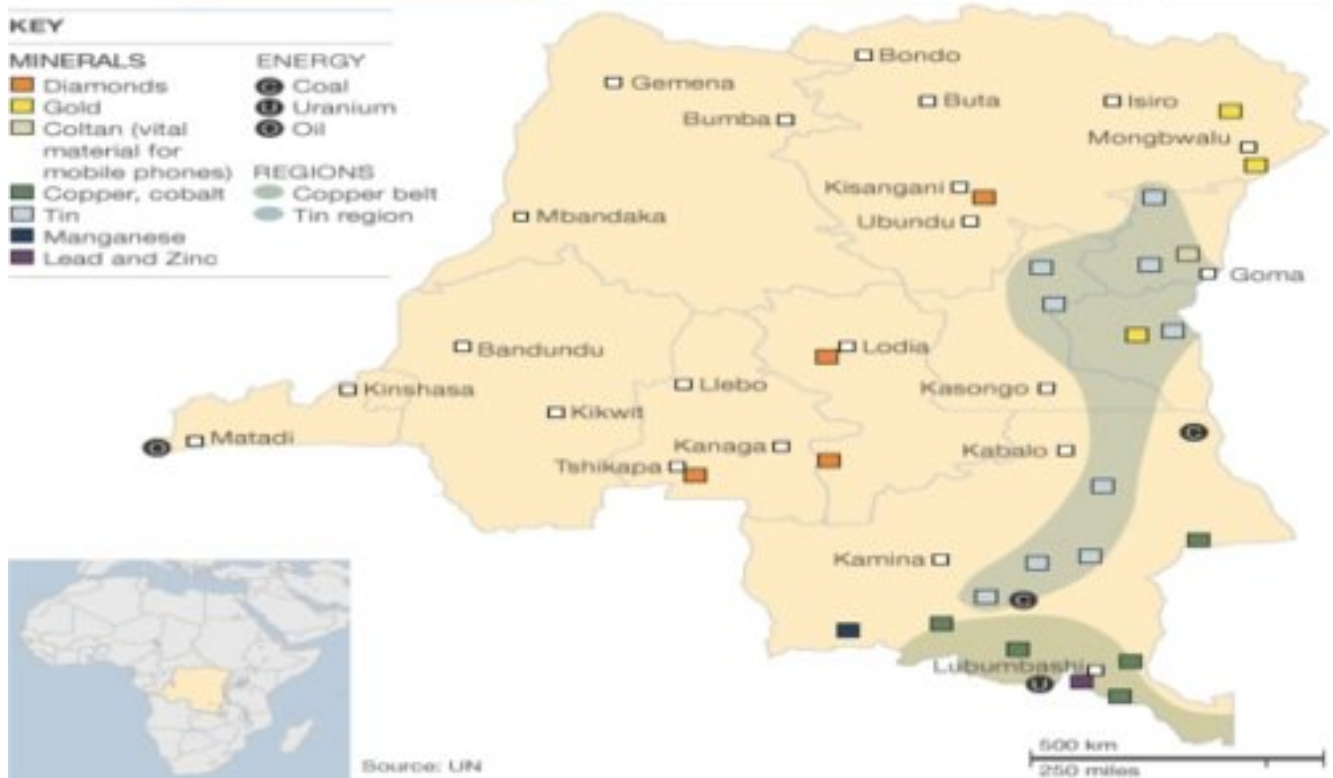 KEY
MINERALS
Diamonds
Gold
Coltan (vital
material for
mobile phones)
Copper, cobalt
Tin
Manganese
Lead and Zinc
ENERGY
C Coal
U Uranium
O Oil
REGIONS
Copper belt
Tin region
Bondo
Gemena
Buta
Isiro
Bumba
Mongbwalu
Kisangani
Mbandaka
Ubundu
Goma
Bandundu
Lodia
Kinshasa
Llebo
Kasongo
Kikwit
O
Matadi
Kanaga
Kabalo
C
Tshikapa
Kamina
C
Lubumbashi
U
500 km
250 miles
Source: UN